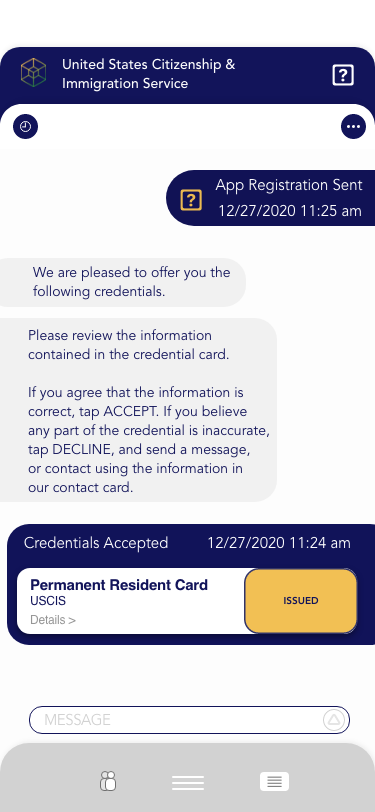 United States Citizenship &
Immigration Service
?
?
App Registration Sent
12/27/2020 11:25 am
We are pleased to offer you the
following credentials.
Please review the information
contained in the credential card.
If you agree that the information is
correct, tap ACCEPT. If you believe
any part of the credential is inaccurate,
tap DECLINE, and send a message,
or contact using the information in
our contact card.
Credentials Accepted 12/27/2020 11:24 am
Permanent Resident Card
USCIS
Details >
ISSUED
MESSAGE